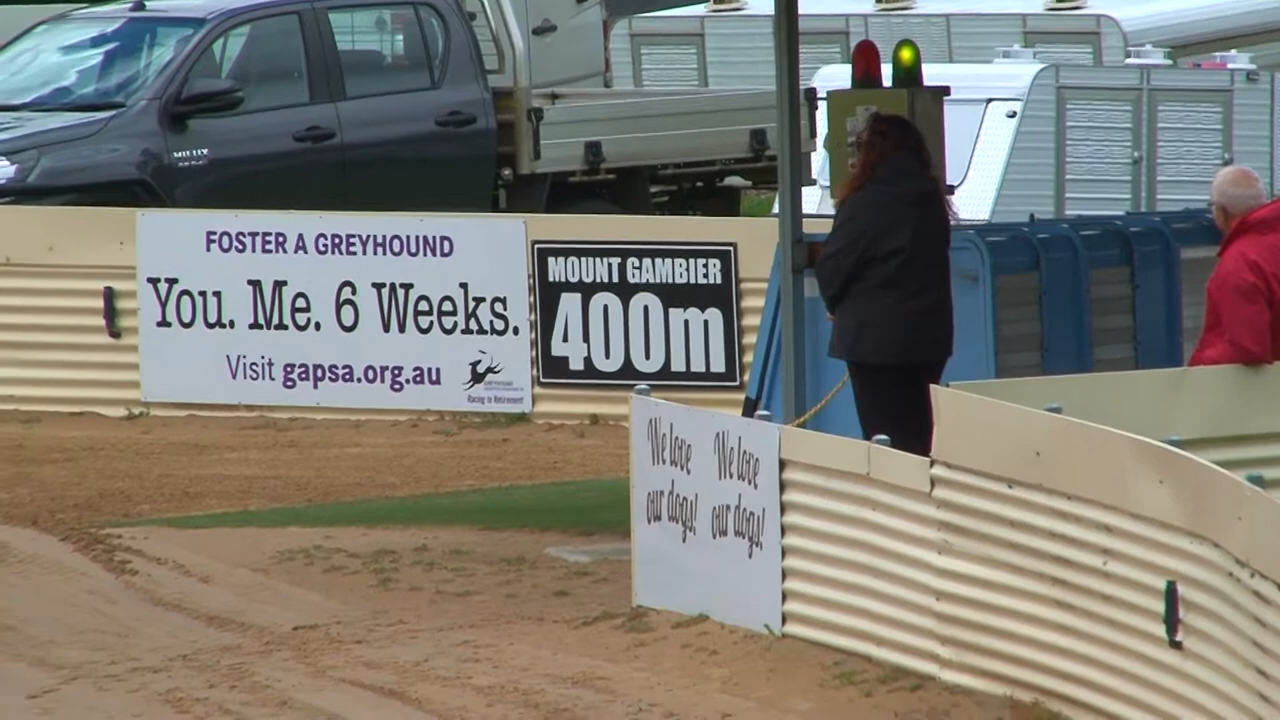 HILUX
FOSTER A GREYHOUND
You. Me. 6 Weeks.
Visit gapsa.org.au
GREYHOUND
Racing to Retirement
MOUNT GAMBIER
400m
We love We love
our dogs! our dogs!